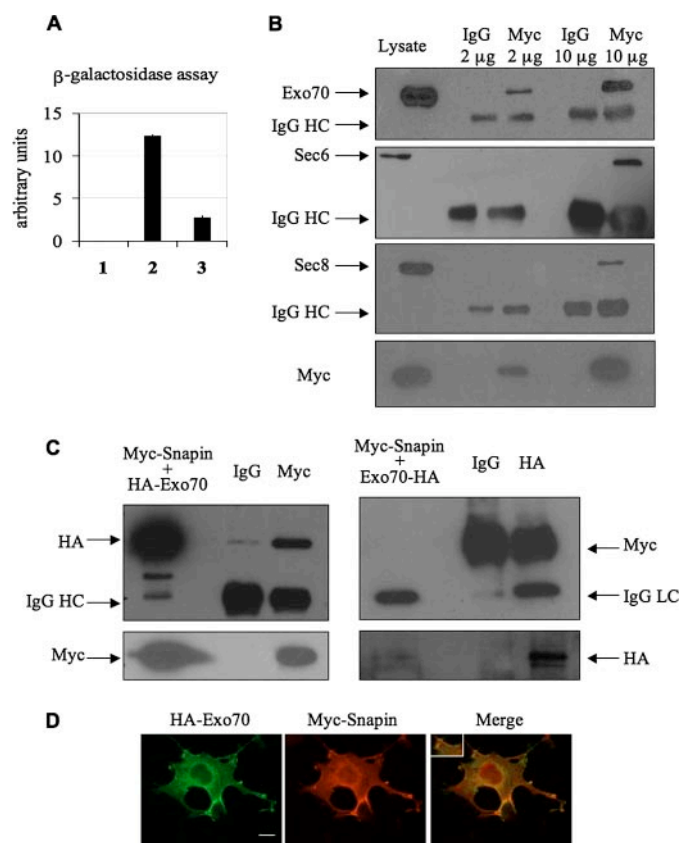 A
β-galactosidase assay
arbitrary units
15
10
5
0
1 2 3
B
Lysate
IgG 2 µg
Myc 2 µg
IgG 10 µg
Myc 10 µg
Exo70
IgG HC
Sec6
IgG HC
Sec8
IgG HC
Myc
C
Myc-Snapin
+
HA-Exo70
IgG
Myc
HA
IgG HC
Myc
Myc-Snapin
+
Exo70-HA
IgG
HA
Myc
IgG LC
HA
D
HA-Exo70
Myc-Snapin
Merge